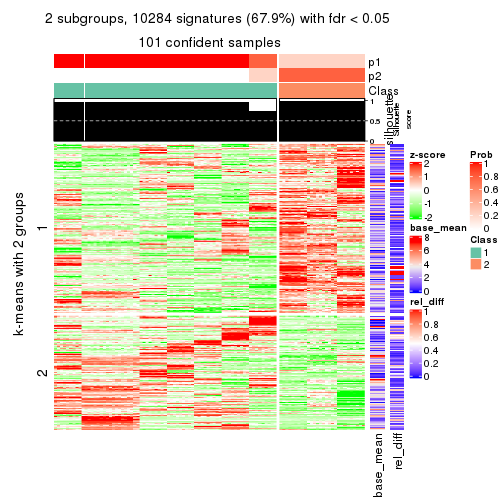 2 subgroups, 10284 signatures (67.9%) with fdr < 0.05
101 confident samples
p1
p2
Class
1
0.5
0
silhouette
Silhouette
score
k-means with 2 groups
1
2
z-score
2
1
0
-1
-2
base_mean
8
6
4
2
0
rel_diff
1
0.8
0.6
0.4
0.2
0
Prob
1
0.8
0.6
0.4
0.2
0
Class
1
2
base_mean
rel_diff